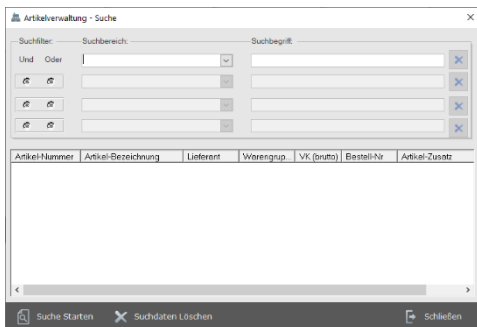 Artikelverwaltung - Suche
Suchfilter: Suchbereich: Suchbegriff:
Und Oder
Artikel-Nummer Artikel-Bezeichnung Lieferant Warengrup... VK (brutto) Bestell-Nr Artikel-Zusatz
Suche Starten Suchdaten Löschen Schließen